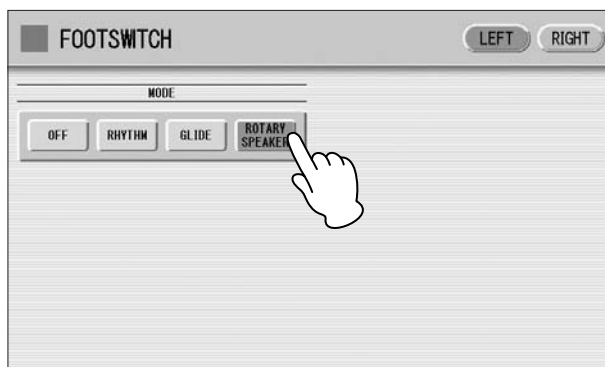 FOOTSWITCH
LEFT
RIGHT
MODE
OFF
RHYTHM
GLIDE
ROTARY
SPEAKER